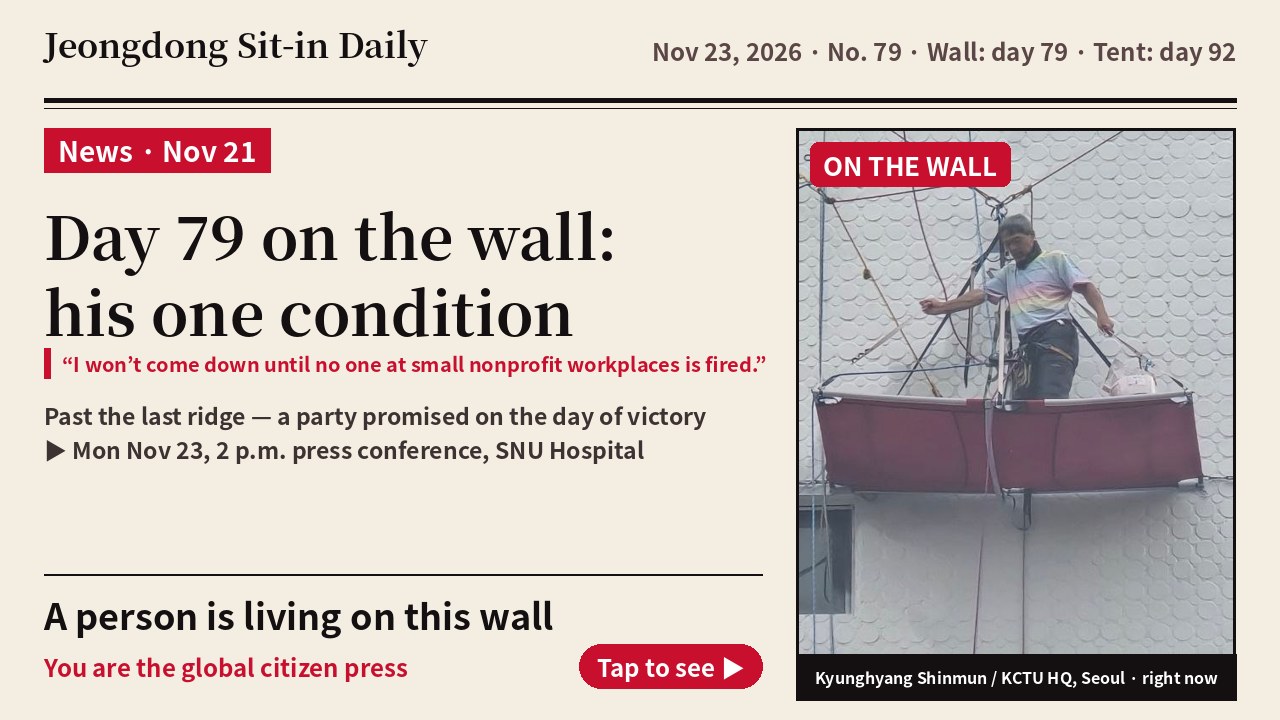 Jeongdong Sit-in Daily
Nov 23, 2026 · No. 79 · Wall: day 79 · Tent: day 92
News · Nov 21
Day 79 on the wall:
his one condition
“I won’t come down until no one at small nonprofit workplaces is fired.”
Past the last ridge — a party promised on the day of victory
▶ Mon Nov 23, 2 p.m. press conference, SNU Hospital
A person is living on this wall
You are the global citizen press
Tap to see ▶
ON THE WALL
Kyunghyang Shinmun / KCTU HQ, Seoul · right now